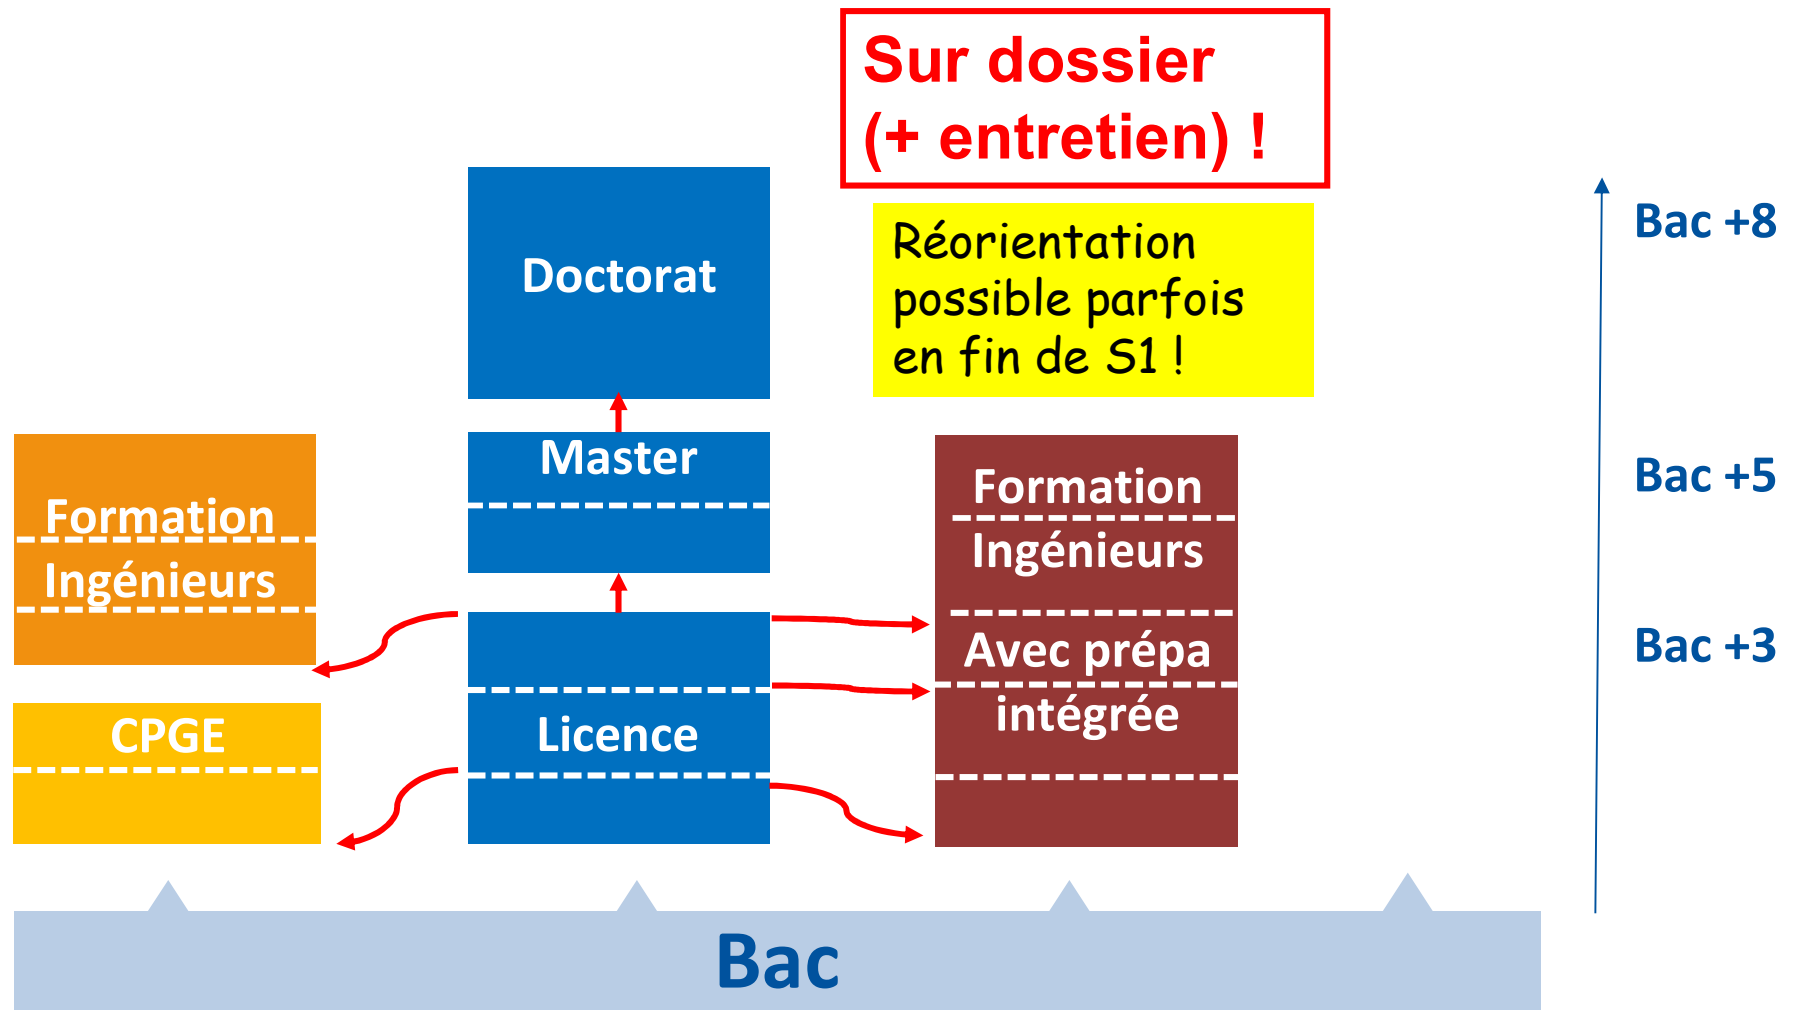 Sur dossier
(+ entretien) !
Réorientation
possible parfois
en fin de S1 !
Bac +8
Doctorat
Master
Bac +5
Formation
Ingénieurs
Formation
Ingénieurs
Avec prépa
intégrée
Bac +3
CPGE
Licence
Bac